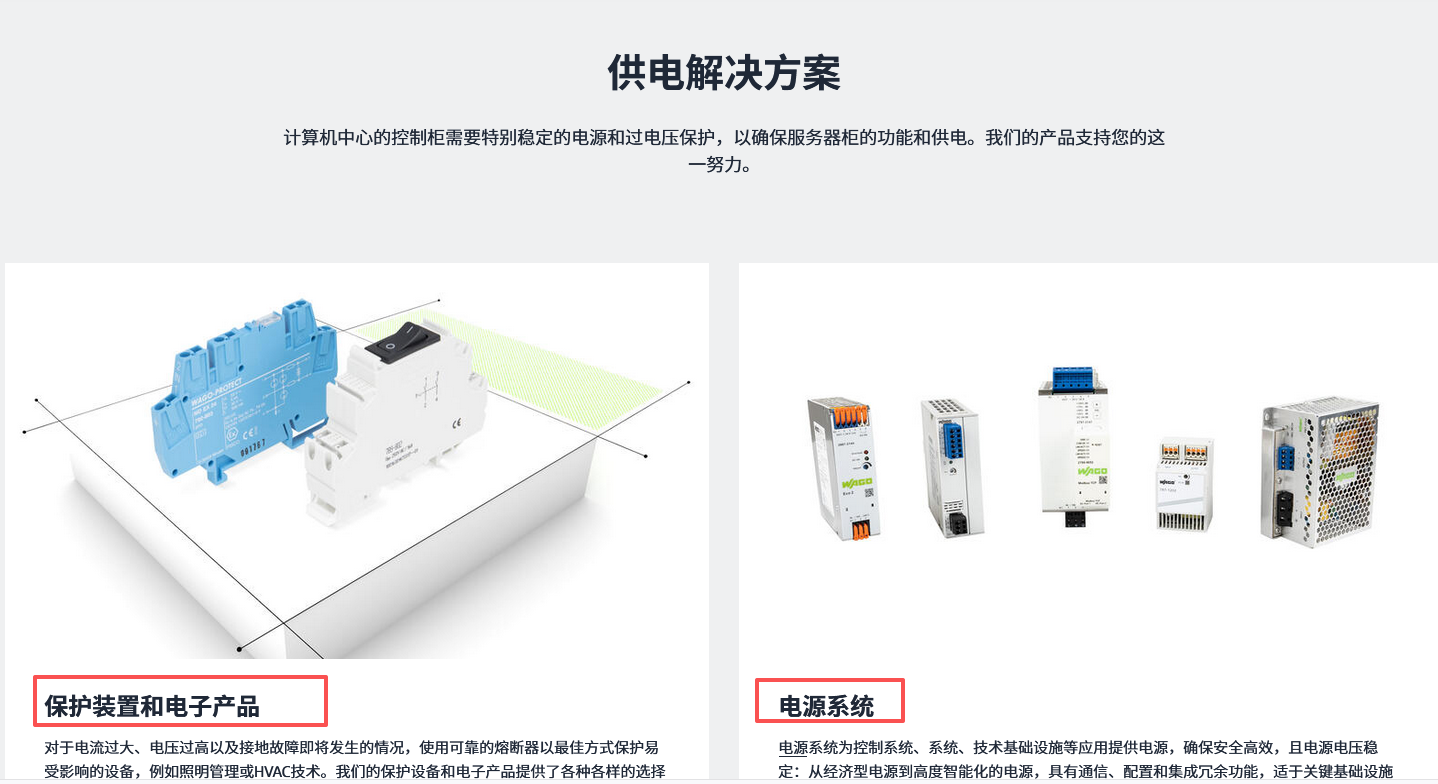 供电解决方案
计算机中心的控制柜需要特别稳定的电源和过电压保护，以确保服务器柜的功能和供电。我们的产品支持您的这
一努力。
WAGO-PROTECT
CE
991767
CE
WAGO
WAGO
WAGO
保护装置和电子产品
电源系统
对于电流过大、电压过高以及接地故障即将发生的情况，使用可靠的熔断器以最佳方式保护易
受影响的设备，例如照明管理或HVAC技术。我们的保护设备和电子产品提供了各种各样的选择
电源系统为控制系统、系统、技术基础设施等应用提供电源，确保安全高效，且电源电压稳
定：从经济型电源到高度智能化的电源，具有通信、配置和集成冗余功能，适于关键基础设施